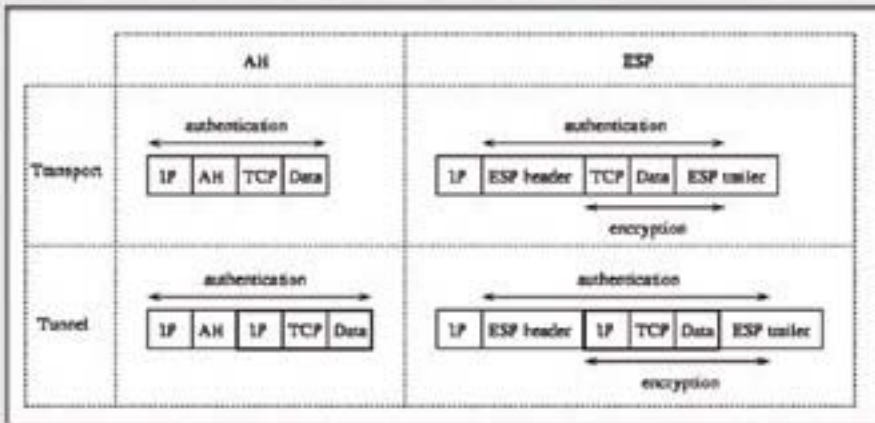 AH ESP
authentication authentication
Transport IP AH TCP Data IP ESP header TCP Data ESP trailer
encryption
authentication authentication
Tunnel IP AH IP TCP Data IP ESP header IP TCP Data ESP trailer
encryption